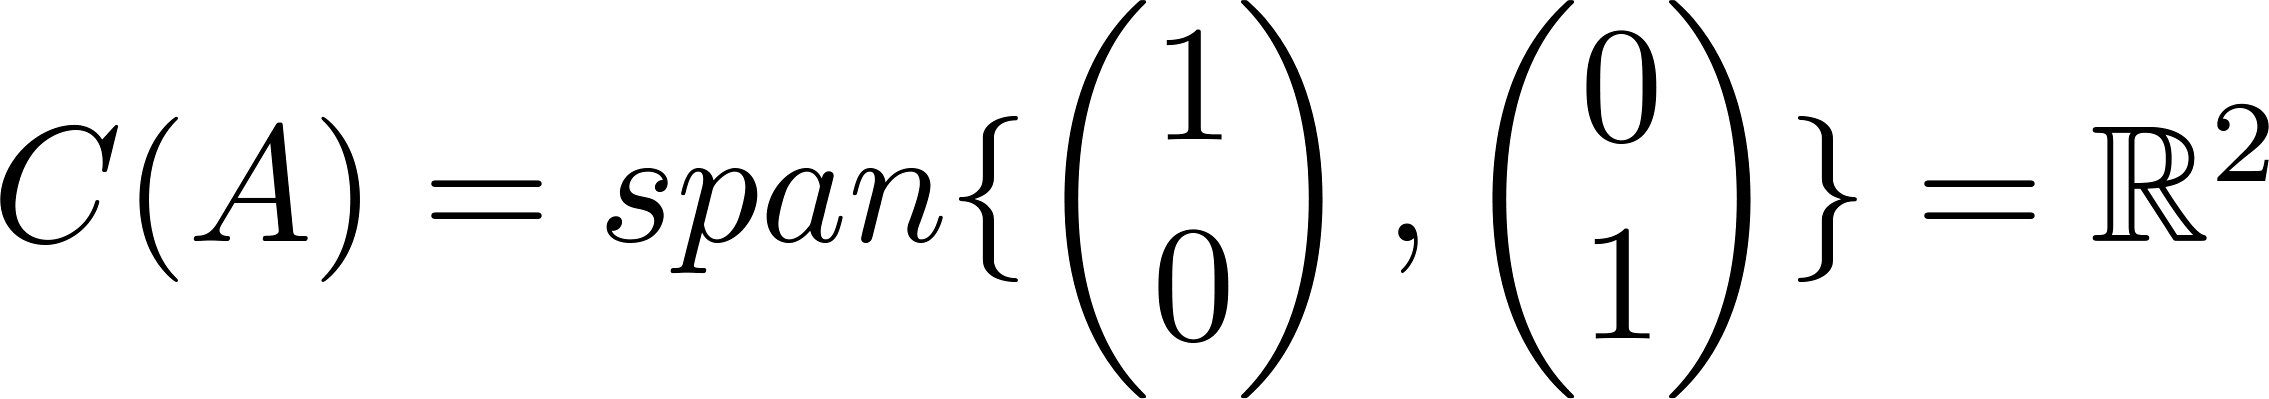 C(A) = span{(1 0), (0 1)} = ℝ²